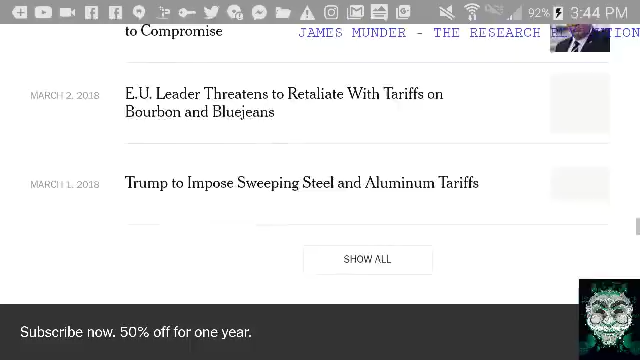 92% 3:44 PM
to Compromise
JAMES MUNDER - THE RESEARCH REVOLUTION
MARCH 2, 2018
E.U. Leader Threatens to Retaliate With Tariffs on
Bourbon and Bluejeans
MARCH 1, 2018
Trump to Impose Sweeping Steel and Aluminum Tariffs
SHOW ALL
Subscribe now. 50% off for one year.